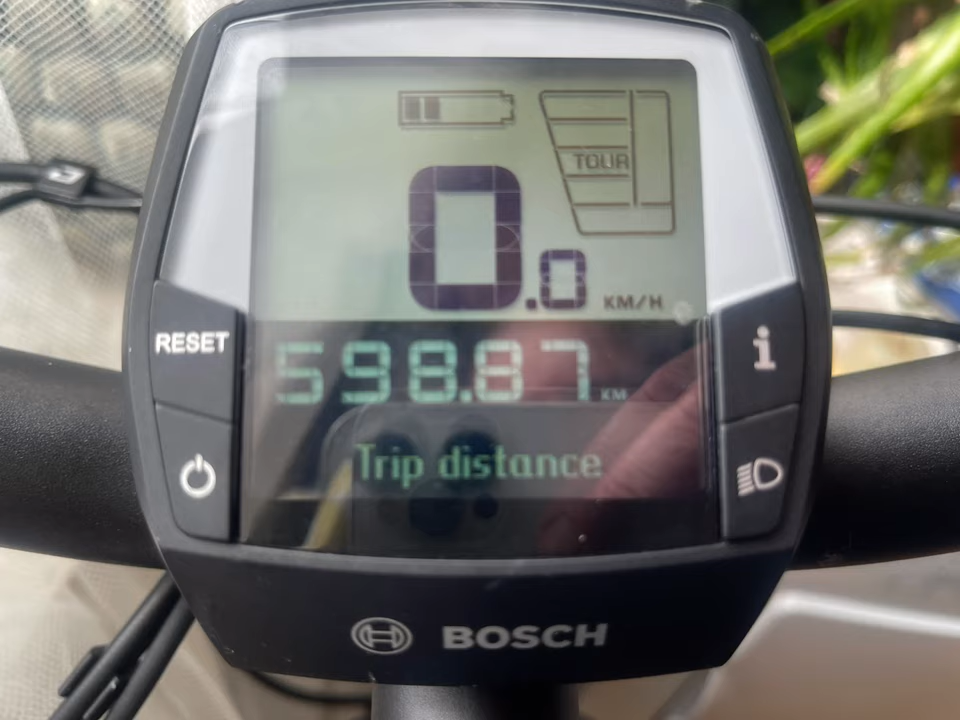 TOUR
0.0 KM/H
RESET
i
598.87 KM
Trip distance
BOSCH